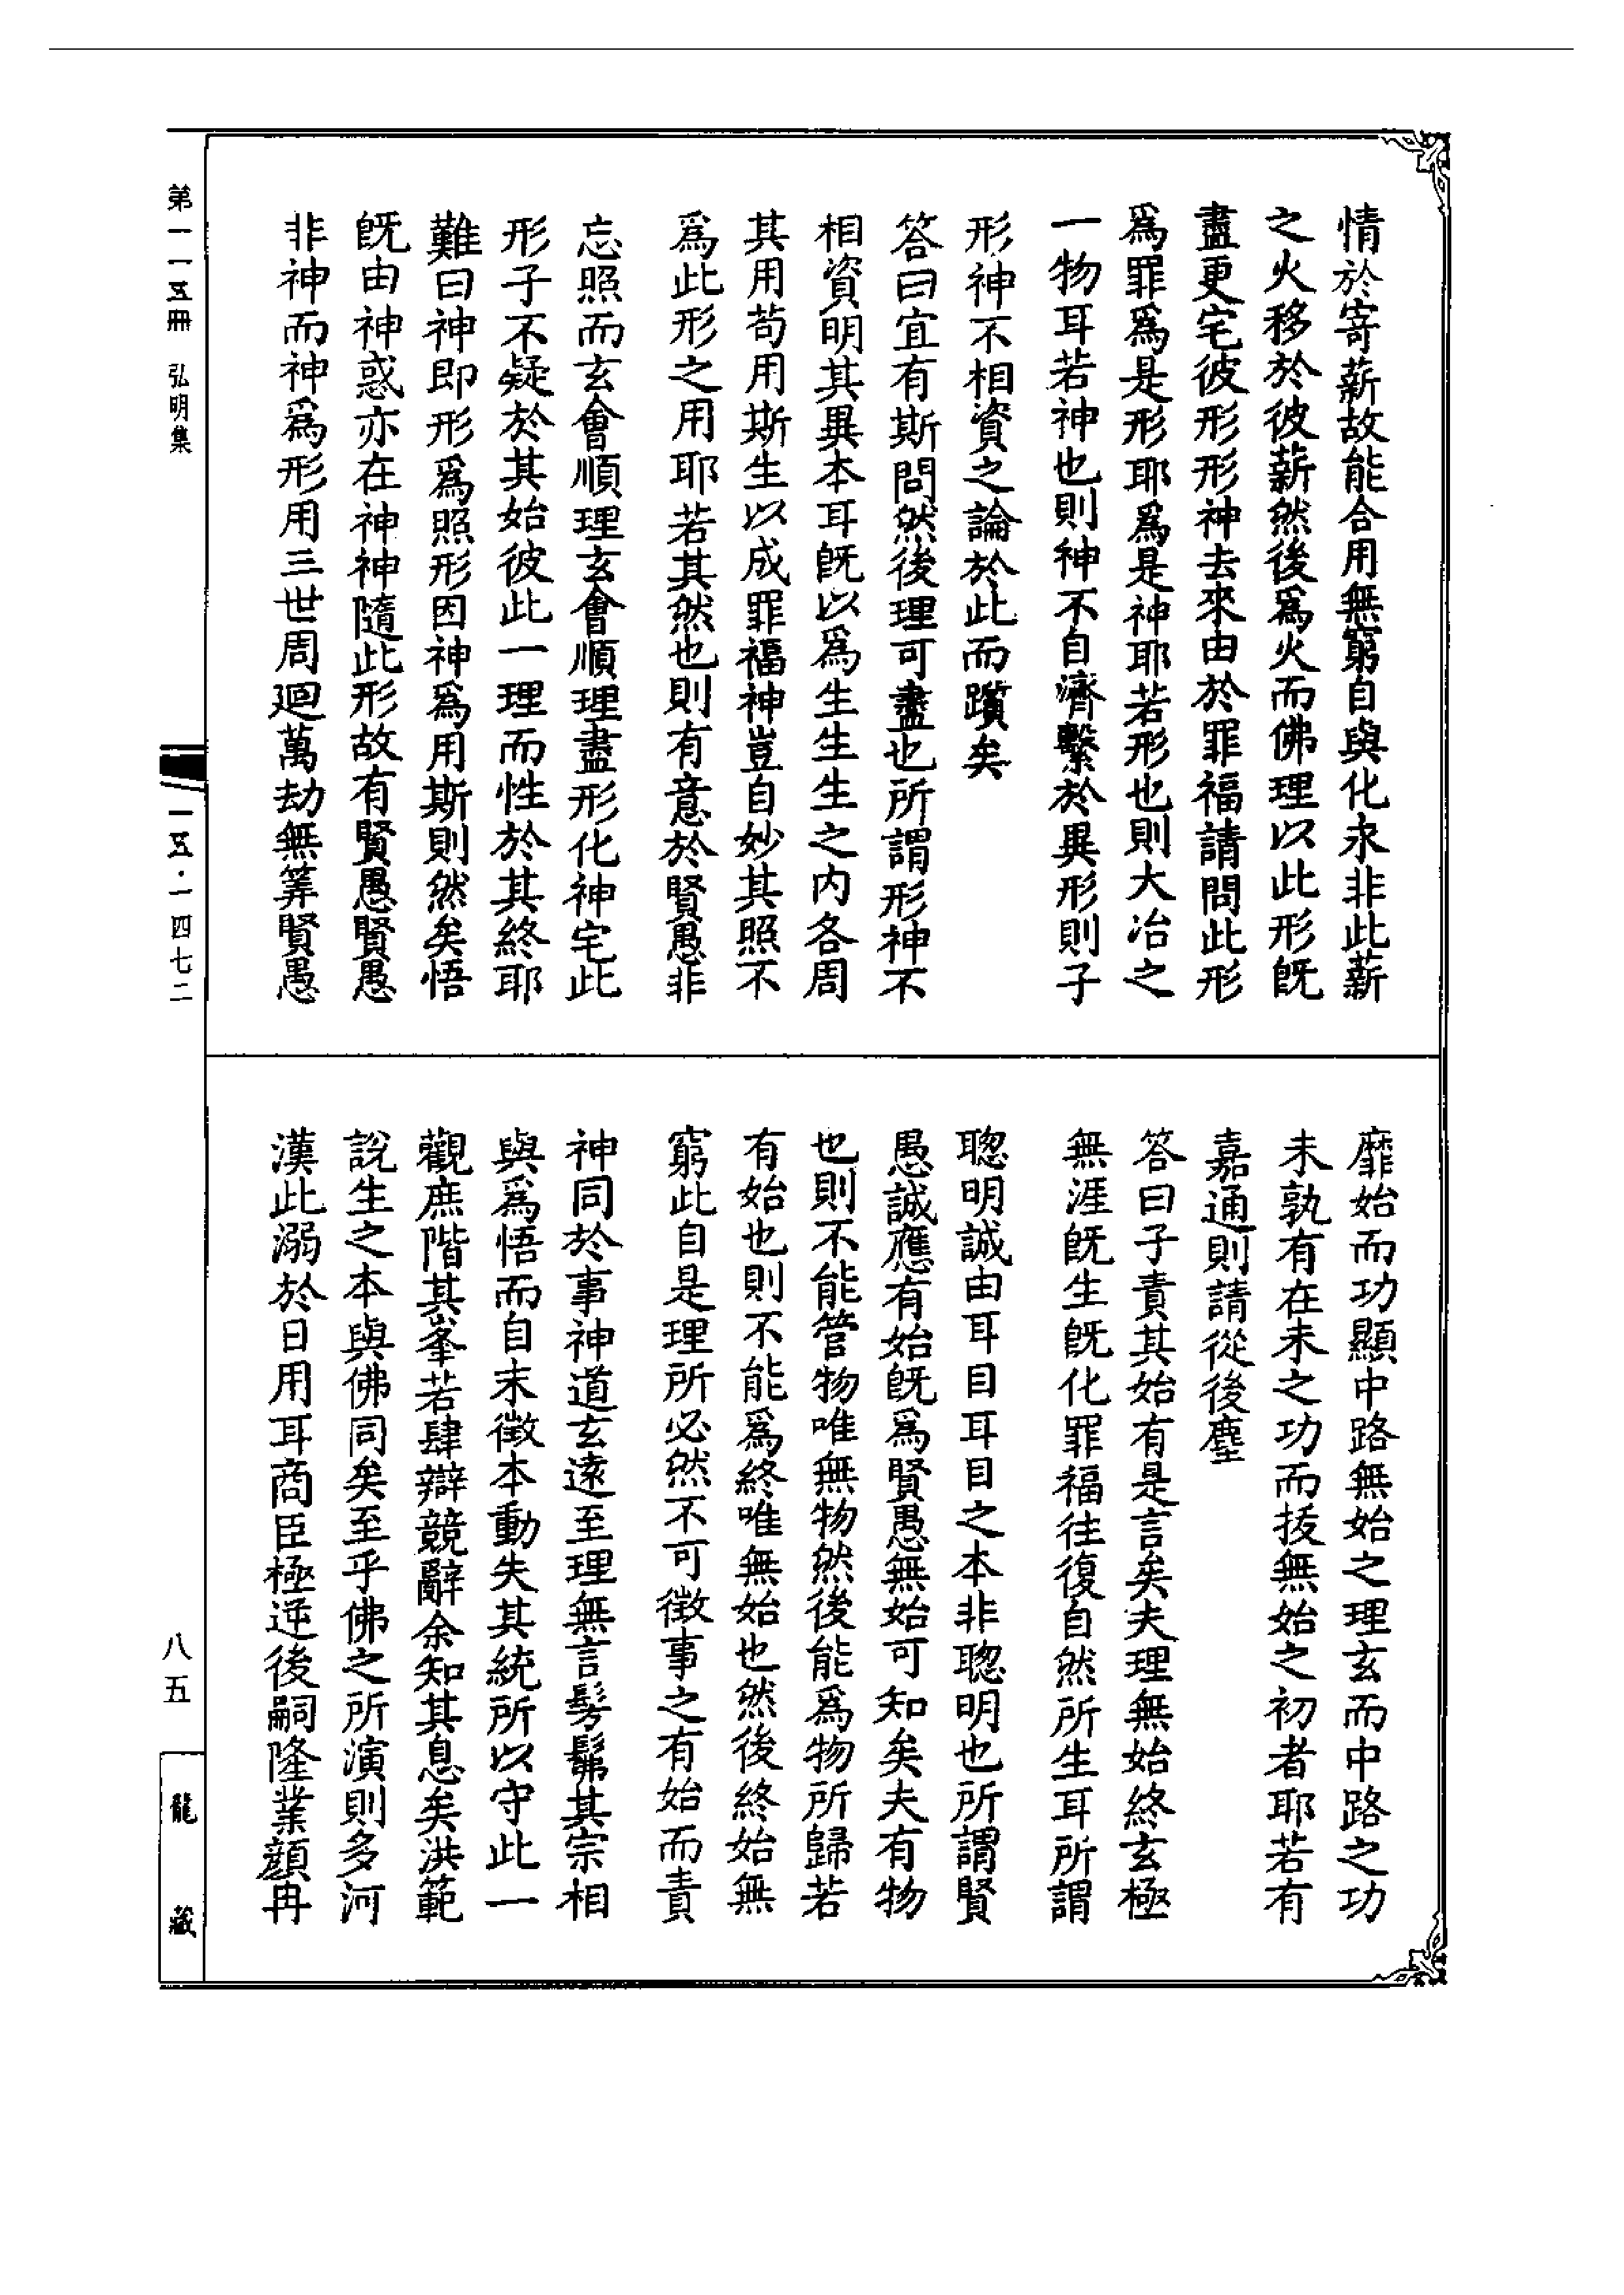 情於寄薪故能合用無窮自與化永非此薪
之火移於彼薪然後爲火而佛理以此形旣
盡更宅彼形形神去來由於罪福請問此形
爲罪爲是形耶爲是神耶若形也則大冶之
一物耳若神也則神不自濟繫於異形則子
形神不相資之論於此而躓矣
答曰宜有斯問然後理可盡也所謂形神不
相資明其異本耳旣以爲生生生之内各周
其用苟用斯生以成罪福神豈自妙其照不
爲此形之用耶若其然也則有意於賢愚非
忘照而玄會順理玄會順理盡形化神宅此
形子不疑於其始彼此一理而性於其終耶
難曰神即形爲照形因神爲用斯則然矣悟
旣由神惑亦在神神隨此形故有賢愚賢愚
非神而神爲形用三世周迴萬劫無筭賢愚
靡始而功顯中路無始之理玄而中路之功
未孰有在未之功而拔無始之初者耶若有
嘉通則請從後塵
答曰子責其始有是言矣夫理無始終玄極
無涯旣生旣化罪福往復自然所生耳所謂
聰明誠由耳目耳目之本非聰明也所謂賢
愚誠應有始旣爲賢愚無始可知矣夫有物
也則不能管物唯無物然後能爲物所歸若
有始也則不能爲終唯無始也然後終始無
窮此自是理所必然不可徵事之有始而責
神同於事神道玄遠至理無言髣髴其宗相
與爲悟而自末徵本動失其統所以守此一
觀庶階其峯若肆辯競辭余知其息矣洪範
說生之本與佛同矣至乎佛之所演則多河
漢此溺於日用耳商臣極逆後嗣隆業顏冉
第一一五冊 弘明集
一五·一四七二
八五
龍藏